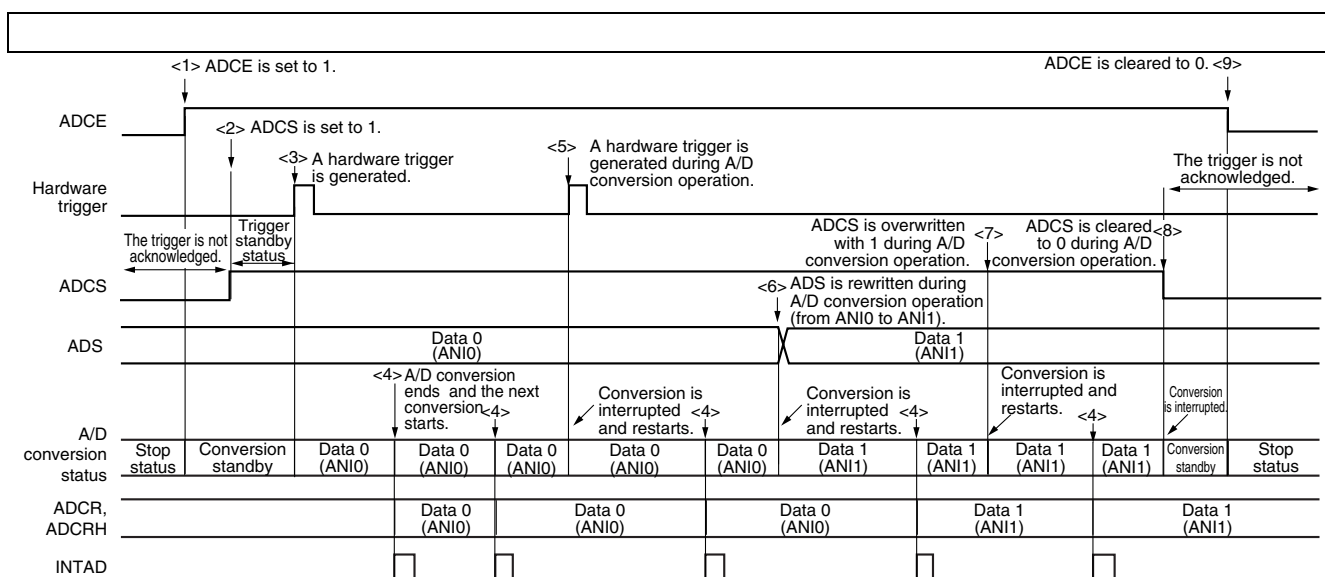 <1> ADCE is set to 1.
ADCE is cleared to 0. <9>
ADCE
<2> ADCS is set to 1.
<3> A hardware trigger
is generated.
<5> A hardware trigger is
generated during A/D
conversion operation.
The trigger is not
acknowledged.
Hardware
trigger
The trigger is not
acknowledged.
Trigger
standby
status
ADCS is overwritten
with 1 during A/D
conversion operation.
<7>
ADCS is cleared
to 0 during A/D
conversion operation.
<8>
ADCS
<6> ADS is rewritten during
A/D conversion operation
(from ANI0 to ANI1).
ADS
Data 0
(ANI0)
Data 1
(ANI1)
<4> A/D conversion
ends and the next
conversion
starts.
<4>
Conversion is
interrupted
and restarts.
<4>
Conversion is
interrupted
and restarts.
<4>
Conversion is
interrupted and
restarts.
<4>
Conversion
is interrupted.
A/D
conversion
status
Stop
status
Conversion
standby
Data 0
(ANI0)
Data 0
(ANI0)
Data 0
(ANI0)
Data 0
(ANI0)
Data 0
(ANI0)
Data 1
(ANI1)
Data 1
(ANI1)
Data 1
(ANI1)
Data 1
(ANI1)
Conversion
standby
Stop
status
ADCR,
ADCRH
Data 0
(ANI0)
Data 0
(ANI0)
Data 0
(ANI0)
Data 1
(ANI1)
Data 1
(ANI1)
INTAD